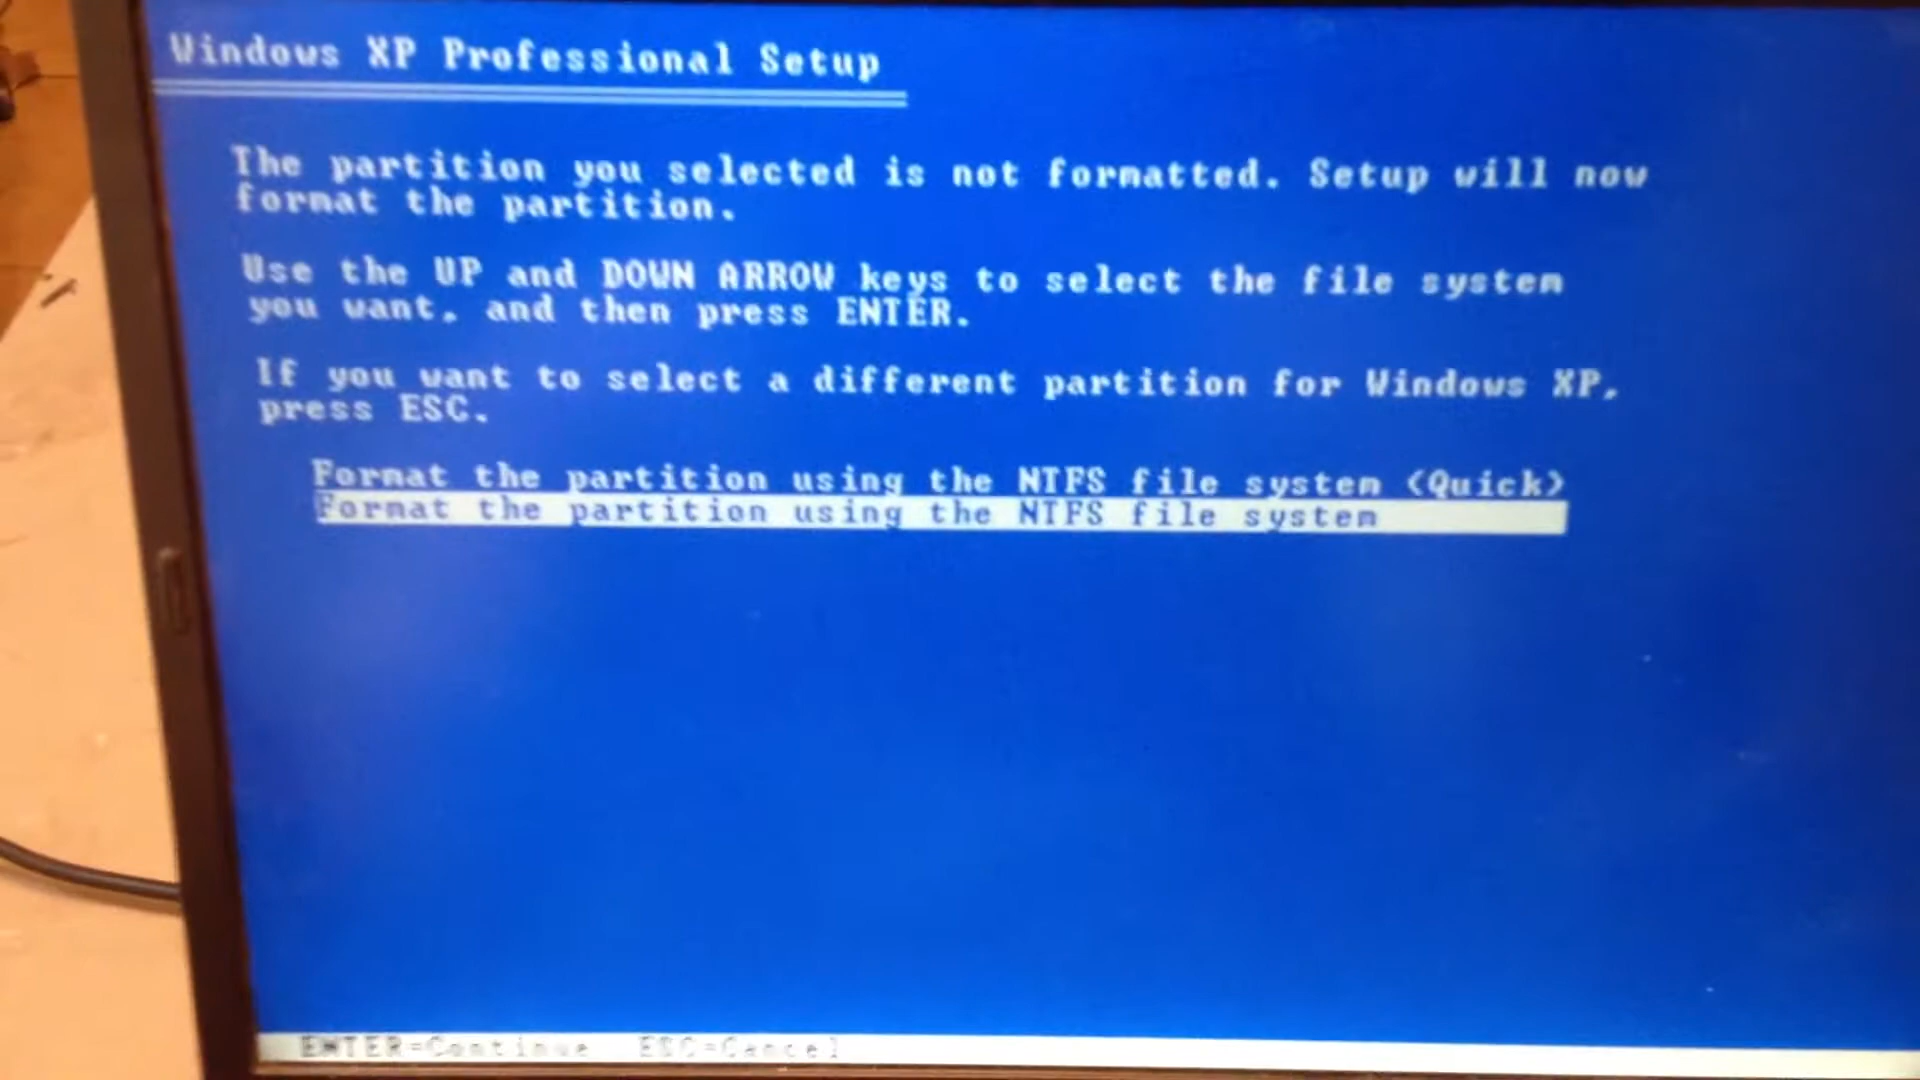 Windows XP Professional Setup
The partition you selected is not formatted. Setup will now
format the partition.
Use the UP and DOWN ARROW keys to select the file system
you want, and then press ENTER.
If you want to select a different partition for Windows XP,
press ESC.
Format the partition using the NTFS file system (Quick)
Format the partition using the NTFS file system
ENTER=Continue ESC=Cancel